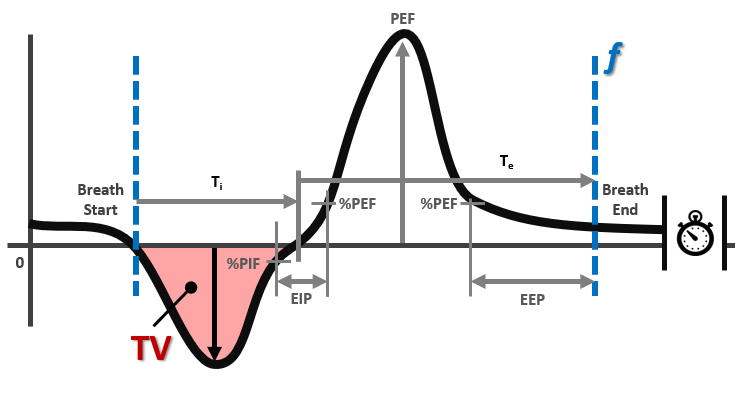 PEF
f
Breath
Start
Ti
Te
Breath
End
%PEF
%PEF
0
%PIF
EIP
EEP
TV